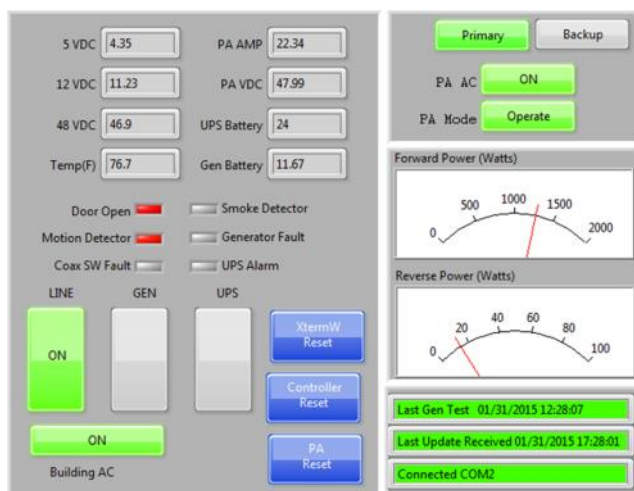 5 VDC 4.35 PA AMP 22.34
12 VDC 11.23 PA VDC 47.99
48 VDC 46.9 UPS Battery 24
Temp(F) 76.7 Gen Battery 11.67
Door Open Smoke Detector
Motion Detector Generator Fault
Coax SW Fault UPS Alarm
LINE GEN UPS
ON
XtermW
Reset
Controller
Reset
ON
PA
Reset
Building AC
Primary Backup
PA AC ON
PA Mode Operate
Forward Power (Watts)
0 500 1000 1500 2000
Reverse Power (Watts)
0 20 40 60 80 100
Last Gen Test 01/31/2015 12:28:07
Last Update Received 01/31/2015 17:28:01
Connected COM2